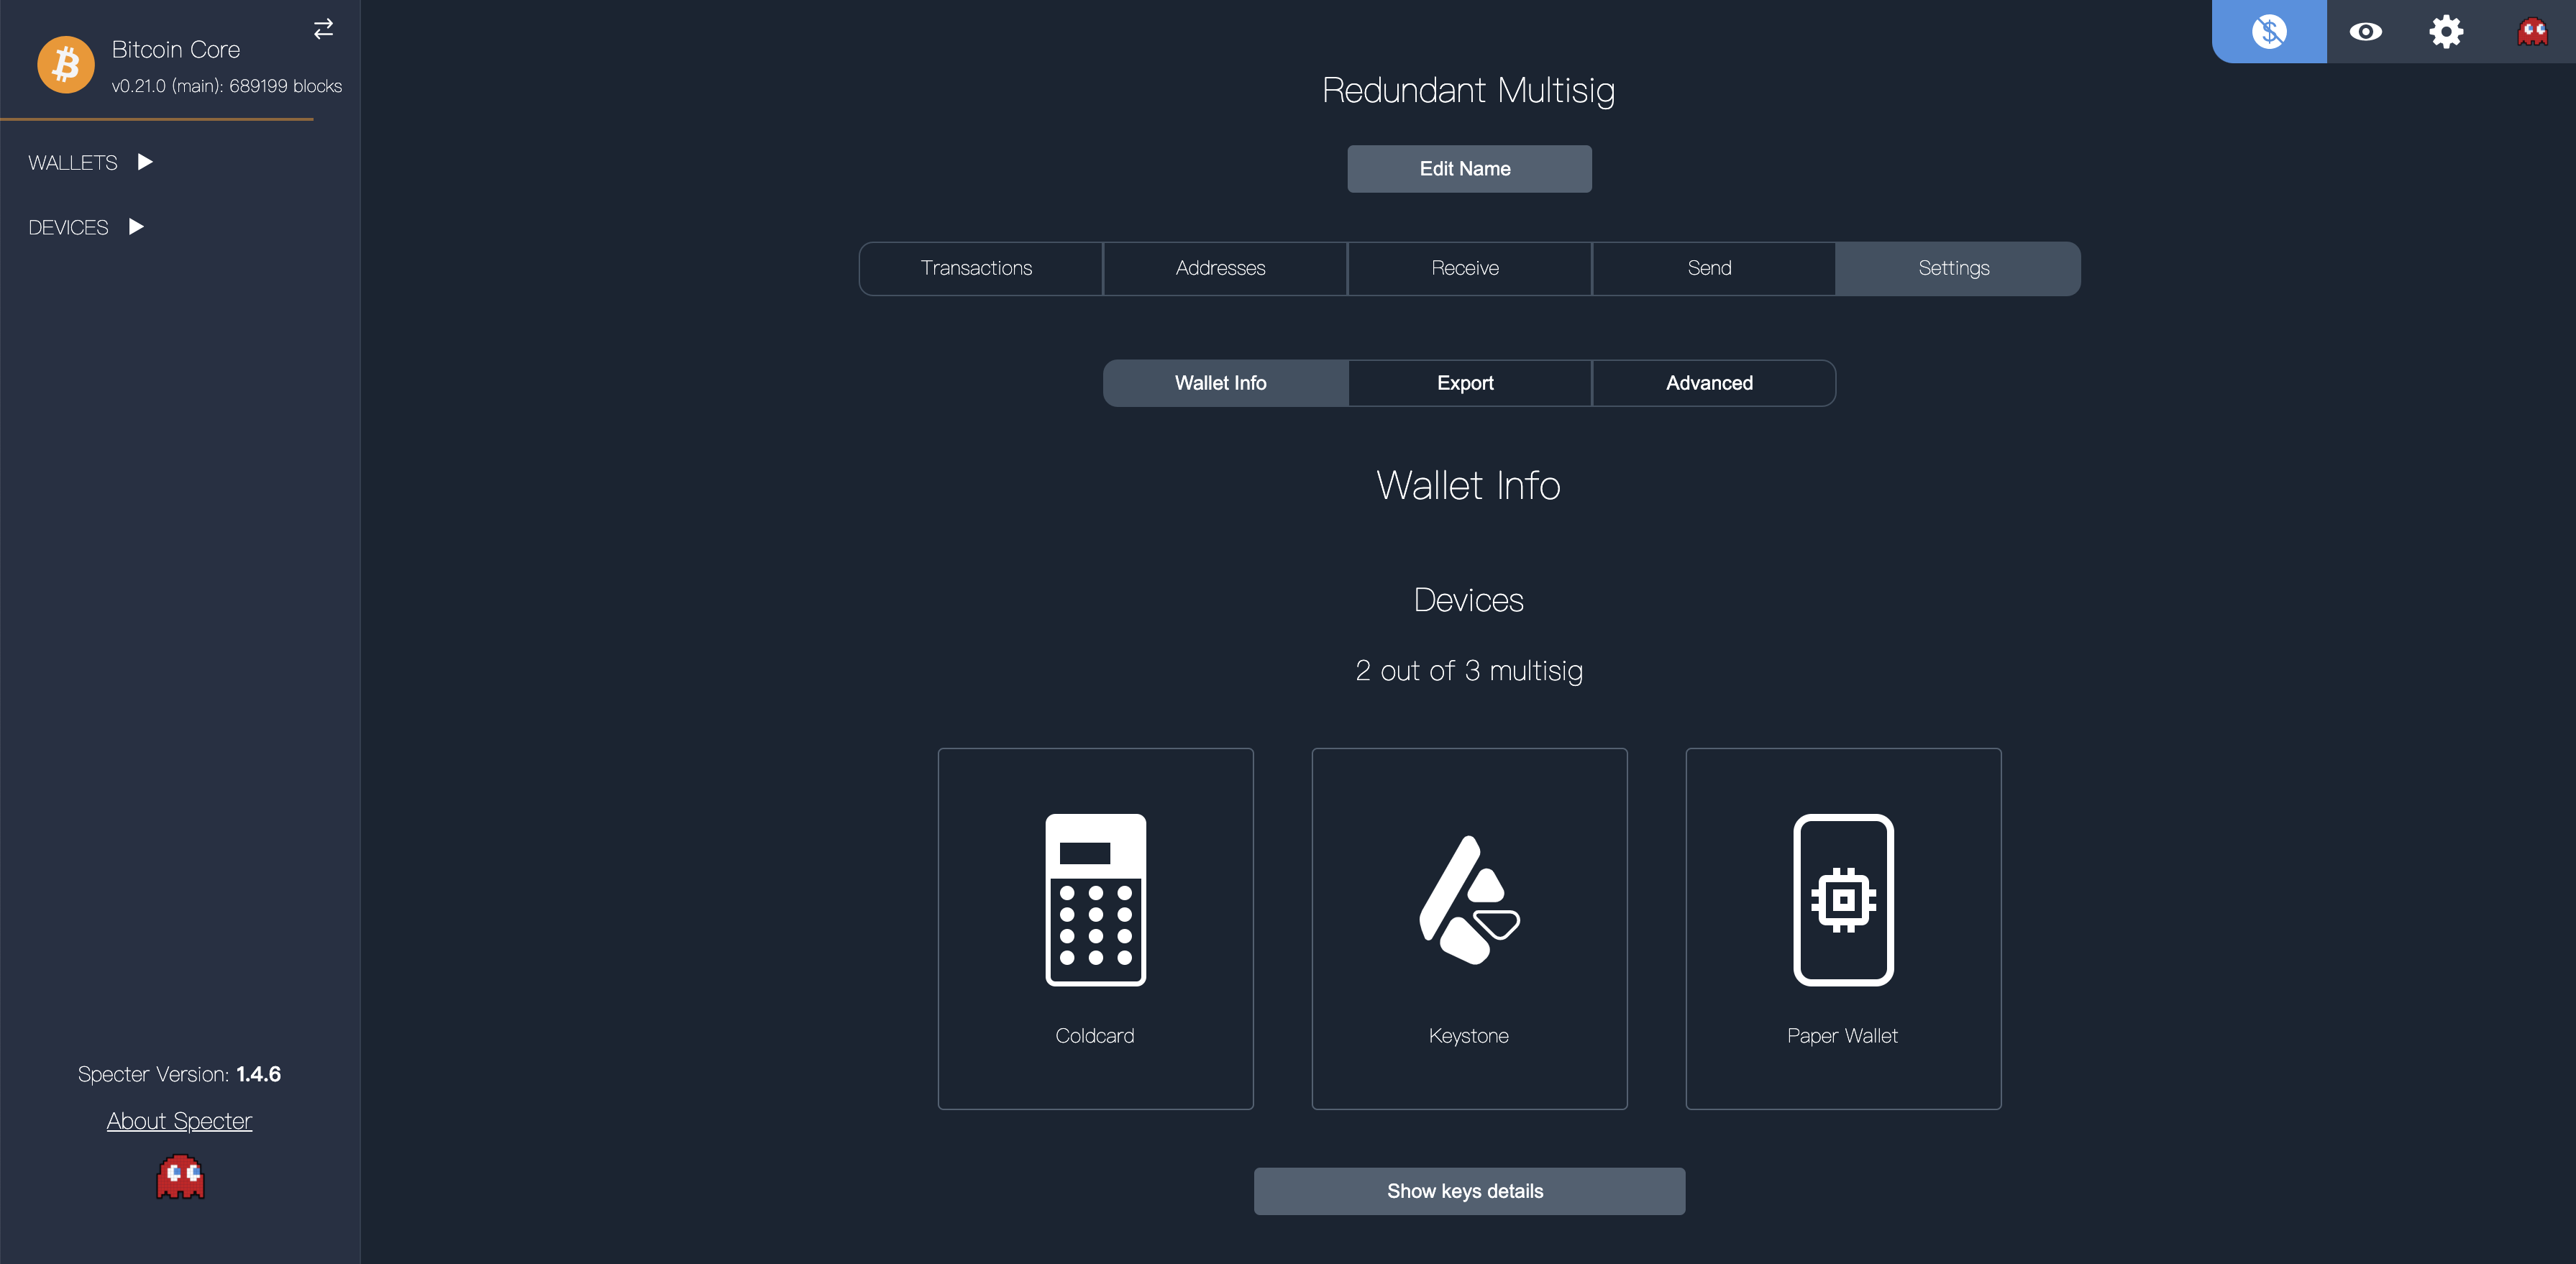 Bitcoin Core
v0.21.0 (main): 689199 blocks
WALLETS
DEVICES
Specter Version: 1.4.6
About Specter
Redundant Multisig
Edit Name
Transactions
Addresses
Receive
Send
Settings
Wallet Info
Export
Advanced
Wallet Info
Devices
2 out of 3 multisig
Coldcard
Keystone
Paper Wallet
Show keys details